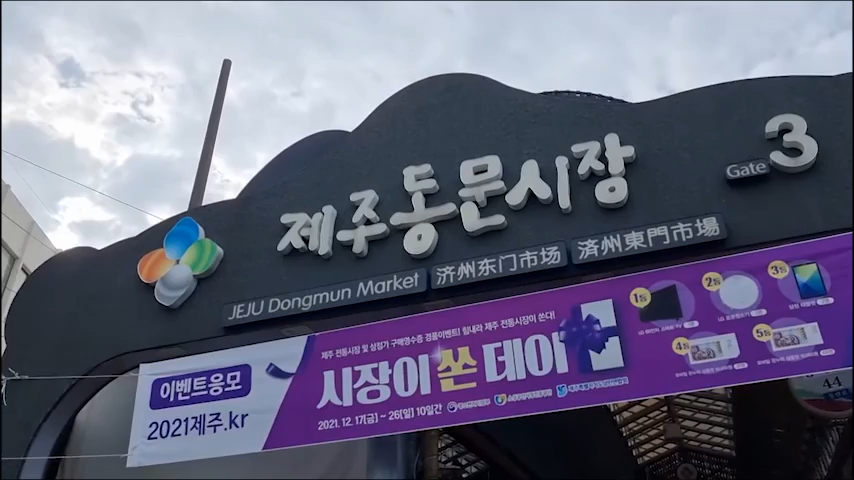 제주동문시장
Gate 3
JEJU Dongmun Market
济州东门市场
済州東門市場
이벤트응모
2021제주.kr
제주 전통시장 및 상점가 구매영수증 경품이벤트! 힘내라 제주 전통시장이 쏜다!
시장이 쏜 데이
2021. 12. 17[금] ~ 26[일] 10일간
1등
2등
3등
4등
5등
44